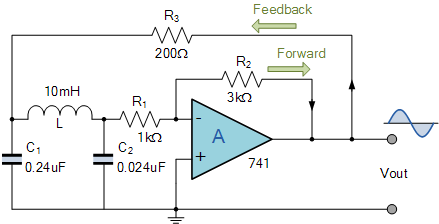 Feedback
R3
200Ω
Forward
10mH
R2
R1
3kΩ
L
1kΩ
-
A
C1
C2
+
0.24uF
0.024uF
741
Vout